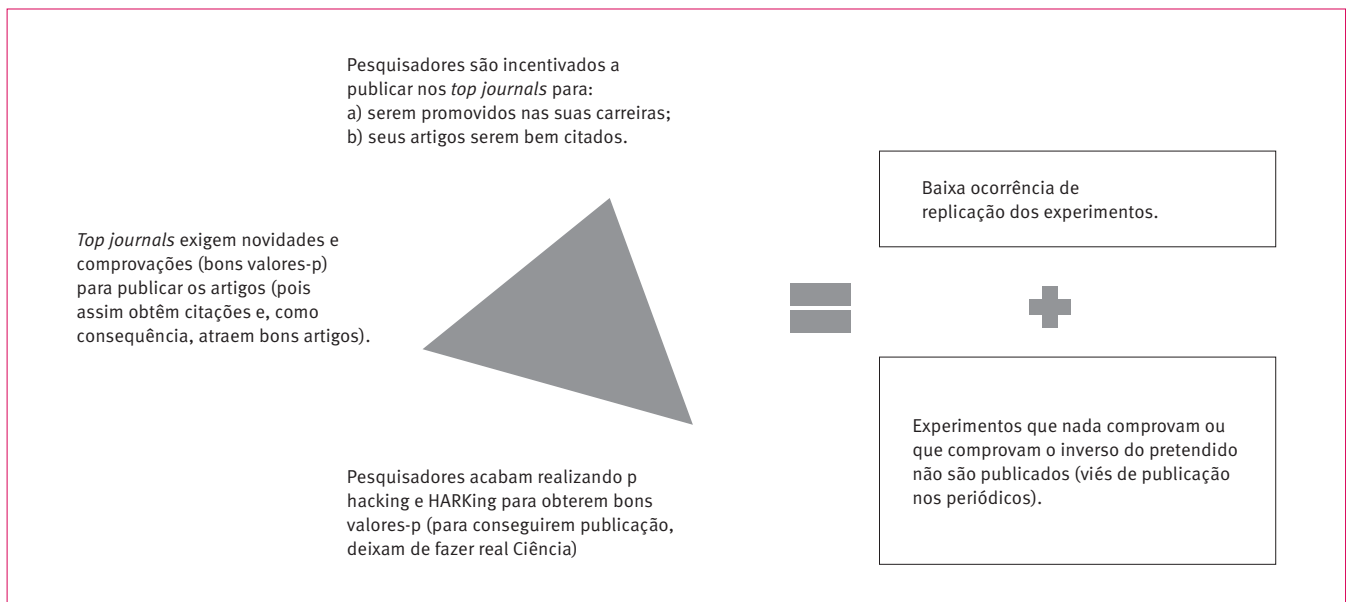 Pesquisadores são incentivados a
publicar nos top journals para:
a) serem promovidos nas suas carreiras;
b) seus artigos serem bem citados.
Top journals exigem novidades e
comprovações (bons valores-p)
para publicar os artigos (pois
assim obtêm citações e, como
consequência, atraem bons artigos).
Pesquisadores acabam realizando p
hacking e HARKing para obterem bons
valores-p (para conseguirem publicação,
deixam de fazer real Ciência)
Baixa ocorrência de
replicação dos experimentos.
Experimentos que nada comprovam ou
que comprovam o inverso do pretendido
não são publicados (viés de publicação
nos periódicos).